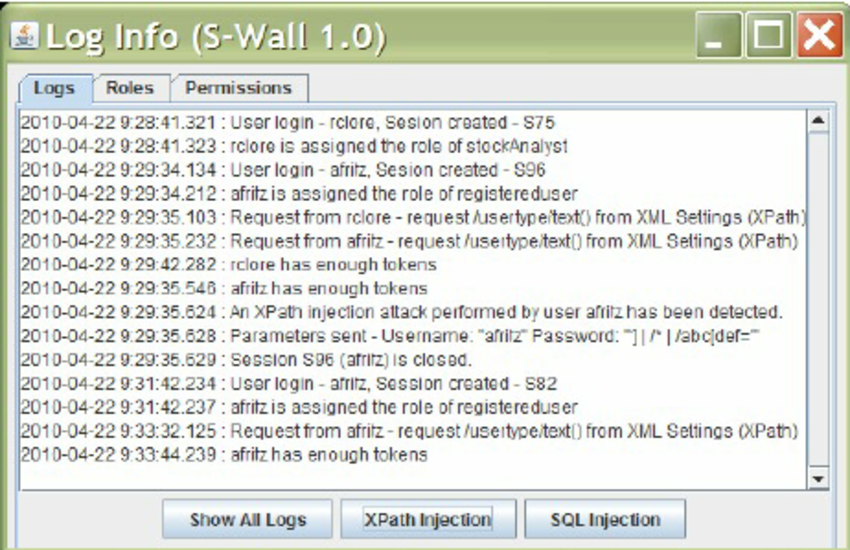 Log Info (S-Wall 1.0)
Logs Roles Permissions
2010-04-22 9:28:41.321 : User login - rclore, Sesion created - S75
2010-04-22 9:28:41.323 : rclore is assigned the role of stockAnalyst
2010-04-22 9:29:34.134 : User login - afritz, Sesion created - S96
2010-04-22 9:29:34.212 : afritz is assigned the role of registereduser
2010-04-22 9:29:35.103 : Request from rclore - request /usertype/text() from XML Settings (XPath)
2010-04-22 9:29:35.232 : Request from afritz - request /usertype/text() from XML Settings (XPath)
2010-04-22 9:29:42.282 : rclore has enough tokens
2010-04-22 9:29:35.546 : afritz has enough tokens
2010-04-22 9:29:35.624 : An XPath injection attack performed by user afritz has been detected.
2010-04-22 9:29:35.628 : Parameters sent - Username: "afritz" Password: "'] | /* | /abc[def='"
2010-04-22 9:29:35.629 : Session S96 (afritz) is closed.
2010-04-22 9:31:42.234 : User login - afritz, Session created - S82
2010-04-22 9:31:42.237 : afritz is assigned the role of registereduser
2010-04-22 9:33:32.125 : Request from afritz - request /usertype/text() from XML Settings (XPath)
2010-04-22 9:33:44.239 : afritz has enough tokens
Show All Logs XPath Injection SQL Injection